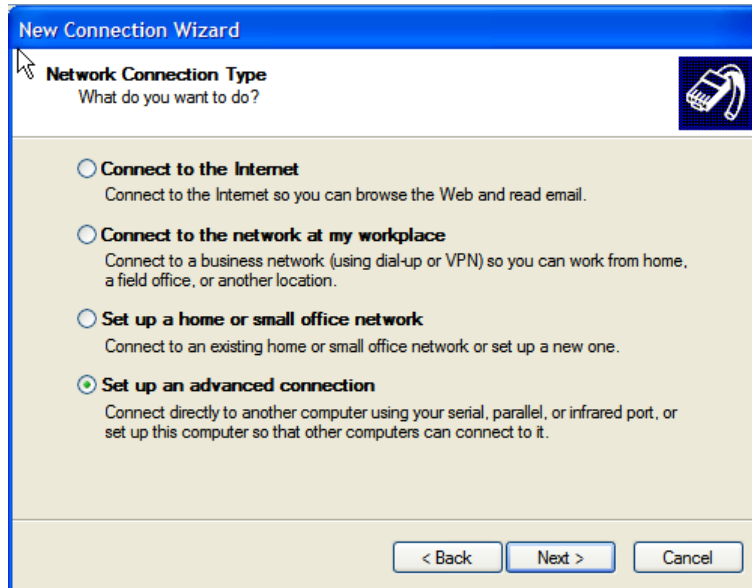 New Connection Wizard
Network Connection Type
What do you want to do?
Connect to the Internet
Connect to the Internet so you can browse the Web and read email.
Connect to the network at my workplace
Connect to a business network (using dial-up or VPN) so you can work from home,
a field office, or another location.
Set up a home or small office network
Connect to an existing home or small office network or set up a new one.
Set up an advanced connection
Connect directly to another computer using your serial, parallel, or infrared port, or
set up this computer so that other computers can connect to it.
< Back Next > Cancel